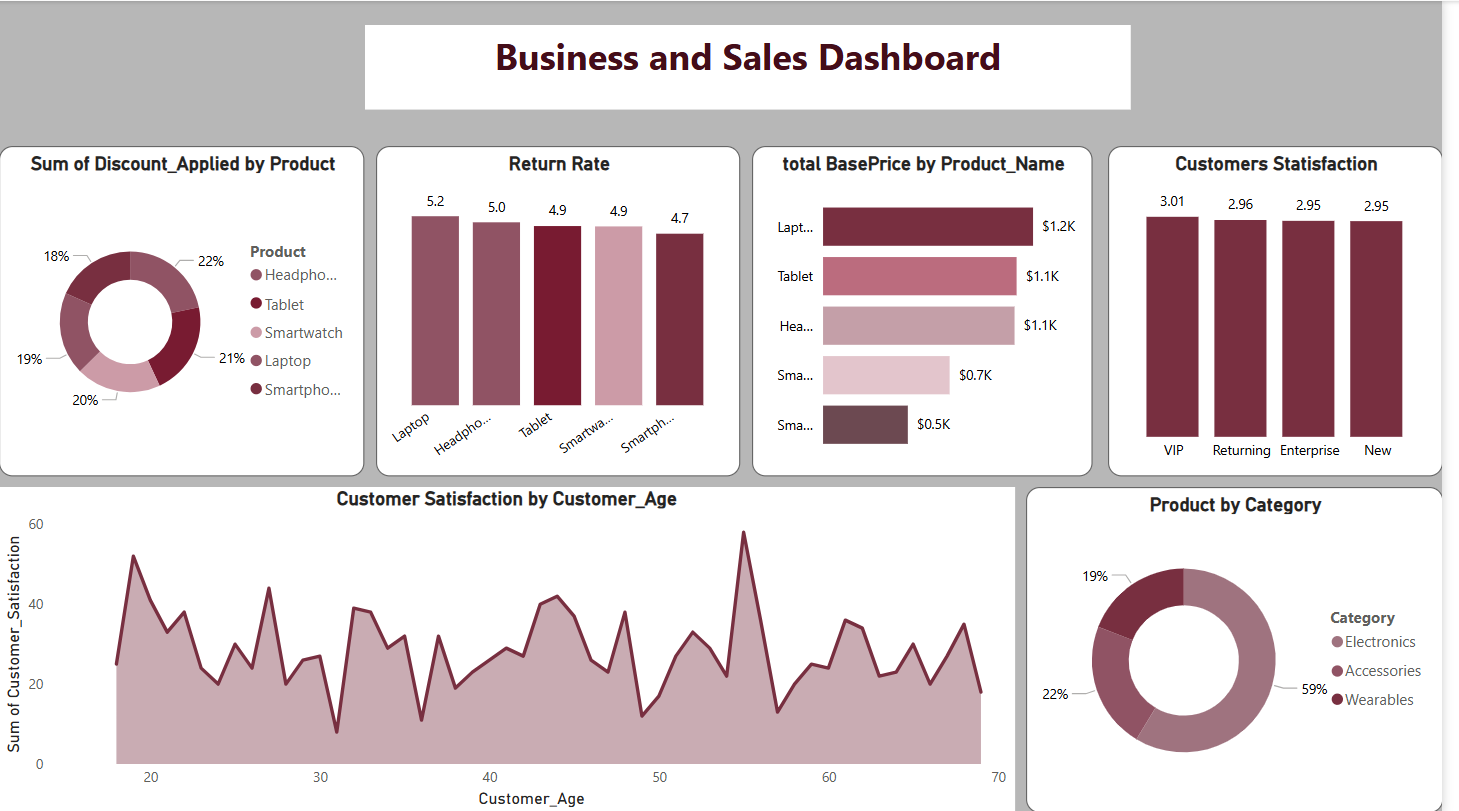 Business and Sales Dashboard
Sum of Discount_Applied by Product
18%
22%
19%
21%
20%
Product
Headpho...
Tablet
Smartwatch
Laptop
Smartpho...
Return Rate
5.2
5.0
4.9
4.9
4.7
Laptop
Headpho...
Tablet
Smartwa...
Smartph...
total BasePrice by Product_Name
Lapt...
$1.2K
Tablet
$1.1K
Hea...
$1.1K
Sma...
$0.7K
Sma...
$0.5K
Customers Statisfaction
3.01
2.96
2.95
2.95
VIP
Returning
Enterprise
New
Customer Satisfaction by Customer_Age
Sum of Customer_Satisfaction
60
40
20
0
20
30
40
50
60
70
Customer_Age
Product by Category
19%
22%
59%
Category
Electronics
Accessories
Wearables